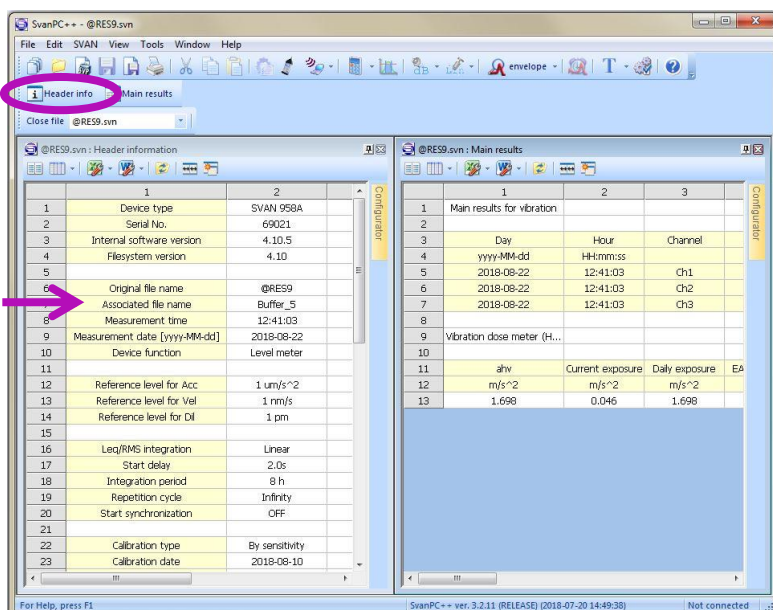 SvanPC++ - @RES9.svn
File Edit SVAN View Tools Window Help
envelope
T
Header info Main results
Close file @RES9.svn
@RES9.svn : Header information
1 2
1 Device type SVAN 958A
2 Serial No. 69021
3 Internal software version 4.10.5
4 Filesystem version 4.10
5
6 Original file name @RES9
Associated file name Buffer_5
8 Measurement time 12:41:03
9 Measurement date [yyyy-MM-dd] 2018-08-22
10 Device function Level meter
11
12 Reference level for Acc 1 um/s^2
13 Reference level for Vel 1 nm/s
14 Reference level for Dil 1 pm
15
16 Leq/RMS integration Linear
17 Start delay 2.0s
18 Integration period 8 h
19 Repetition cycle Infinity
20 Start synchronization OFF
21
22 Calibration type By sensitivity
23 Calibration date 2018-08-10
Configurator
@RES9.svn : Main results
1 2 3
1 Main results for vibration
2
3 Day Hour Channel
4 yyyy-MM-dd HH:mm:ss
5 2018-08-22 12:41:03 Ch1
6 2018-08-22 12:41:03 Ch2
7 2018-08-22 12:41:03 Ch3
8
9 Vibration dose meter (H...
10
11 ahv Current exposure Daily exposure EA
12 m/s^2 m/s^2 m/s^2
13 1.698 0.046 1.698
Configurator
For Help, press F1 SvanPC++ ver. 3.2.11 (RELEASE) (2018-07-20 14:49:38) Not connected